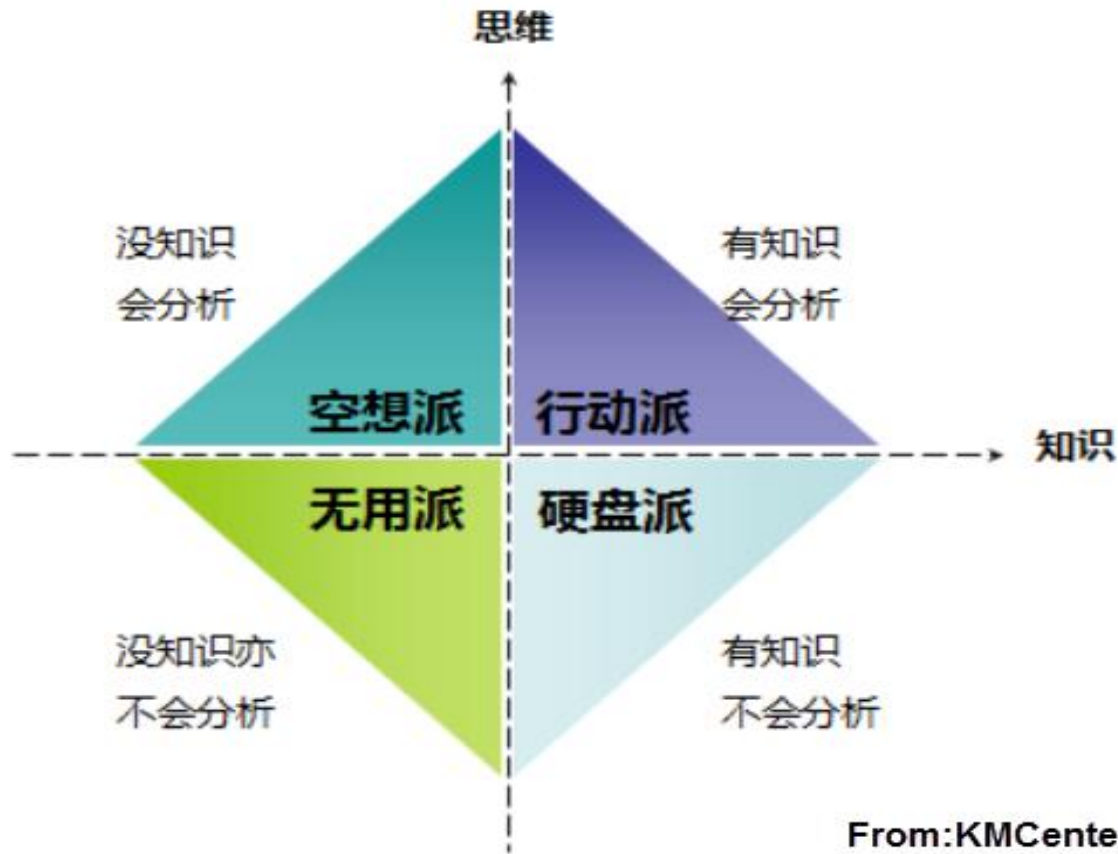 思维
没知识
会分析
有知识
会分析
空想派
行动派
知识
无用派
硬盘派
没知识亦
不会分析
有知识
不会分析
From:KMCente